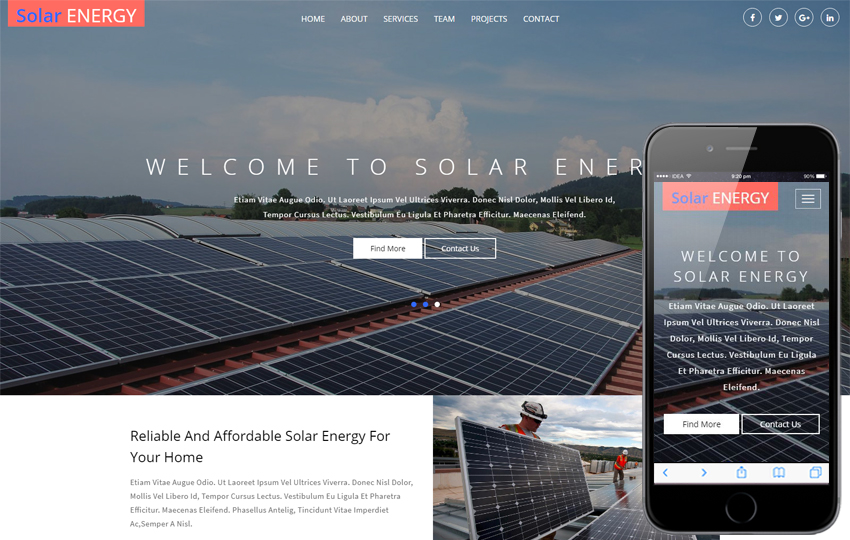 Solar ENERGY
HOME ABOUT SERVICES TEAM PROJECTS CONTACT
WELCOME TO SOLAR ENER
Etiam Vitae Augue Odio. Ut Laoreet Ipsum Vel Ultrices Viverra. Donec Nisl Dolor, Mollis Vel Libero Id,
Tempor Cursus Lectus. Vestibulum Eu Ligula Et Pharetra Efficitur. Maecenas Eleifend.
Find More Contact Us
Reliable And Affordable Solar Energy For
Your Home
Etiam Vitae Augue Odio. Ut Laoreet Ipsum Vel Ultrices Viverra. Donec Nisl Dolor,
Mollis Vel Libero Id, Tempor Cursus Lectus. Vestibulum Eu Ligula Et Pharetra
Efficitur. Maecenas Eleifend. Phasellus Antelig, Tincidunt Vitae Imperdiet
Ac,Semper A Nisl.
IDEA 9:20 pm 90%
Solar ENERGY
WELCOME TO
SOLAR ENERGY
Etiam Vitae Augue Odio. Ut Laoreet
Ipsum Vel Ultrices Viverra. Donec Nisl
Dolor, Mollis Vel Libero Id, Tempor
Cursus Lectus. Vestibulum Eu Ligula
Et Pharetra Efficitur. Maecenas
Eleifend.
Find More Contact Us